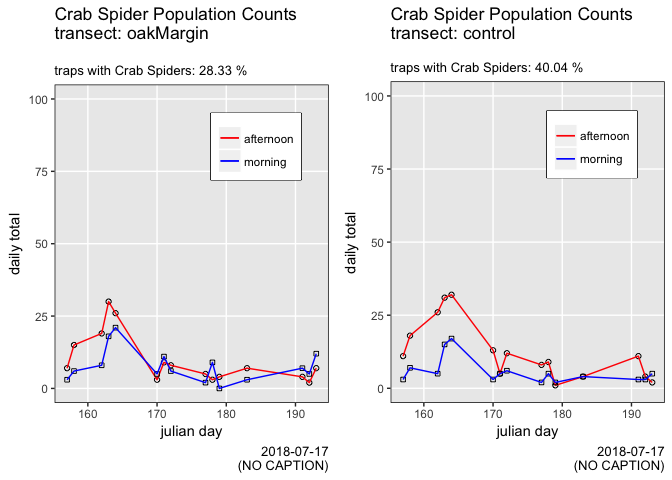 Crab Spider Population Counts
transect: oakMargin
traps with Crab Spiders: 28.33 %
100
75
50
25
0
daily total
afternoon
morning
160
170
180
190
julian day
2018-07-17
(NO CAPTION)
Crab Spider Population Counts
transect: control
traps with Crab Spiders: 40.04 %
100
75
50
25
0
daily total
afternoon
morning
160
170
180
190
julian day
2018-07-17
(NO CAPTION)